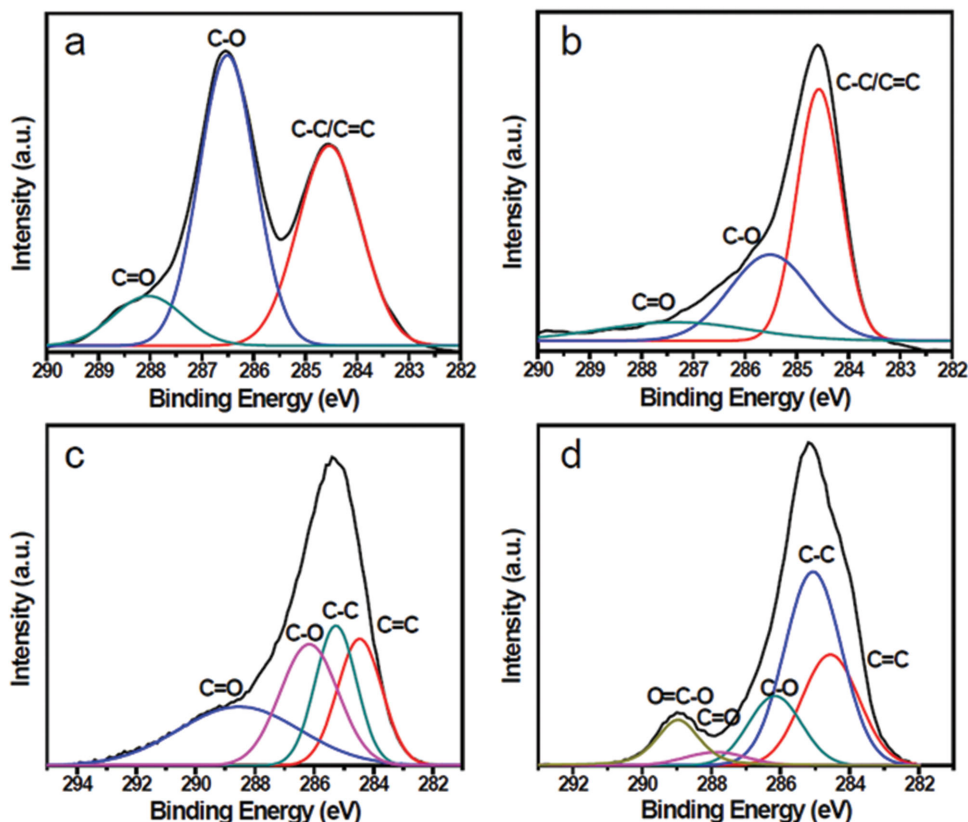 a
C-O
C-C/C=C
C=O
Intensity (a.u.)
290 289 288 287 286 285 284 283 282
Binding Energy (eV)
b
C-C/C=C
C-O
C=O
Intensity (a.u.)
290 289 288 287 286 285 284 283 282
Binding Energy (eV)
c
C-C
C=C
C-O
C=O
Intensity (a.u.)
294 292 290 288 286 284 282
Binding Energy (eV)
d
C-C
C=C
O=C-O
C-O
C=O
Intensity (a.u.)
292 290 288 286 284 282
Binding Energy (eV)